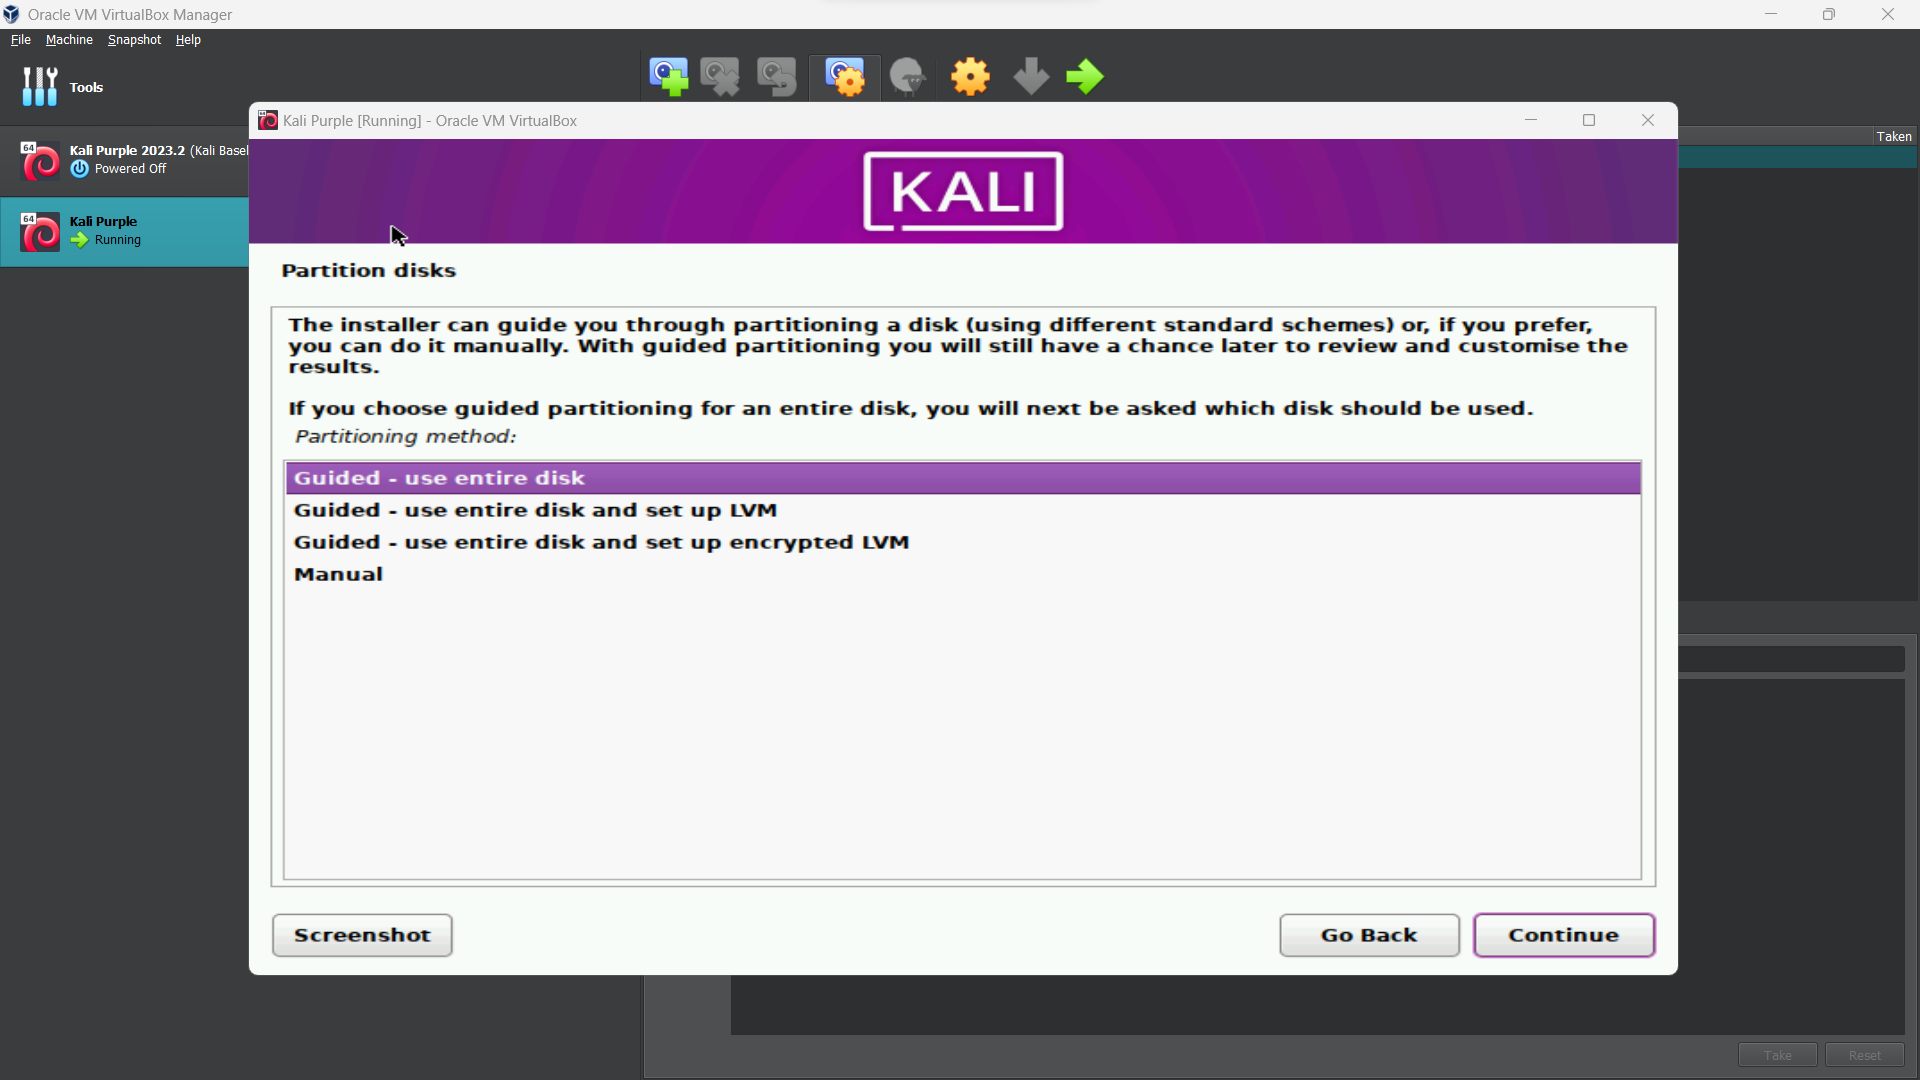 Oracle VM VirtualBox Manager
File Machine Snapshot Help
Tools
Taken
64
Kali Purple 2023.2 (Kali Basel
Powered Off
64
Kali Purple
Running
64
Kali Purple [Running] - Oracle VM VirtualBox
KALI
Partition disks
The installer can guide you through partitioning a disk (using different standard schemes) or, if you prefer,
you can do it manually. With guided partitioning you will still have a chance later to review and customise the
results.
If you choose guided partitioning for an entire disk, you will next be asked which disk should be used.
Partitioning method:
Guided - use entire disk
Guided - use entire disk and set up LVM
Guided - use entire disk and set up encrypted LVM
Manual
Screenshot Go Back Continue
Take Reset